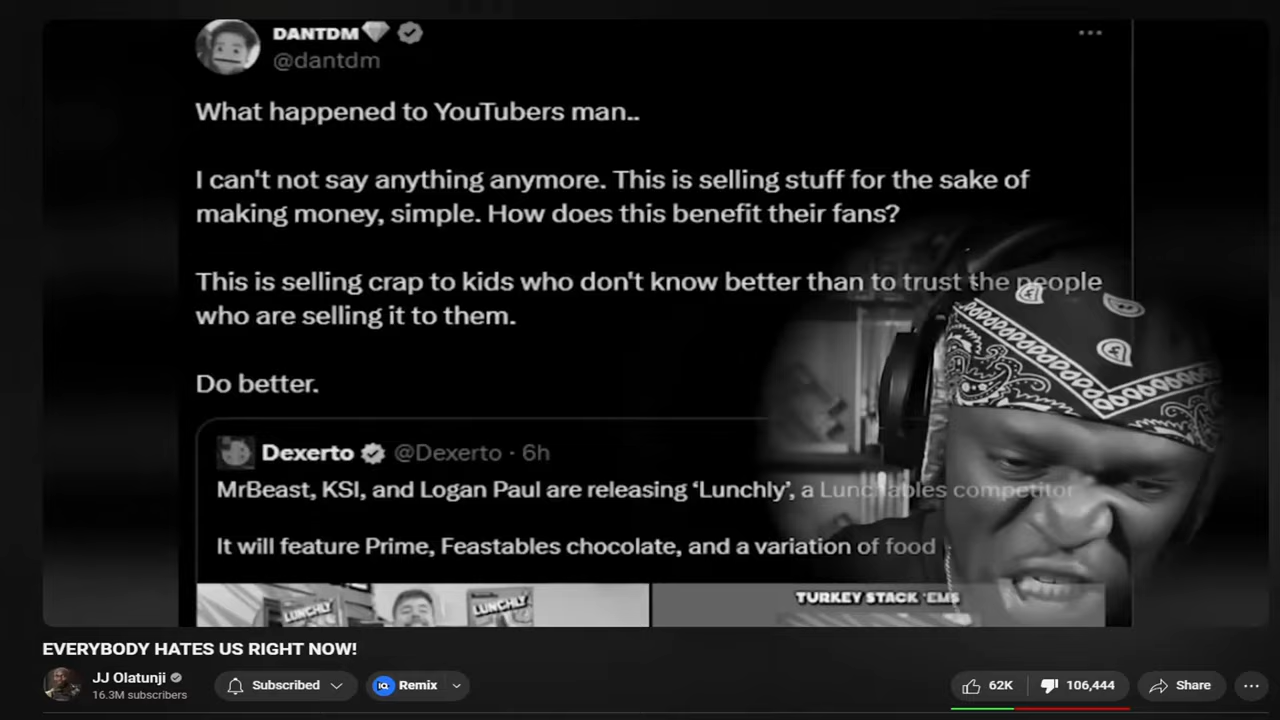 DANTDM
@dantdm
What happened to YouTubers man..
I can't not say anything anymore. This is selling stuff for the sake of
making money, simple. How does this benefit their fans?
This is selling crap to kids who don't know better than to trust the people
who are selling it to them.
Do better.
Dexerto @Dexerto · 6h
MrBeast, KSI, and Logan Paul are releasing ‘Lunchly’, a Lunchables competitor
It will feature Prime, Feastables chocolate, and a variation of food
LUNCHLY LUNCHLY TURKEY STACK 'EMS
EVERYBODY HATES US RIGHT NOW!
JJ Olatunji
16.3M subscribers
Subscribed
IQ Remix
62K 106,444 Share